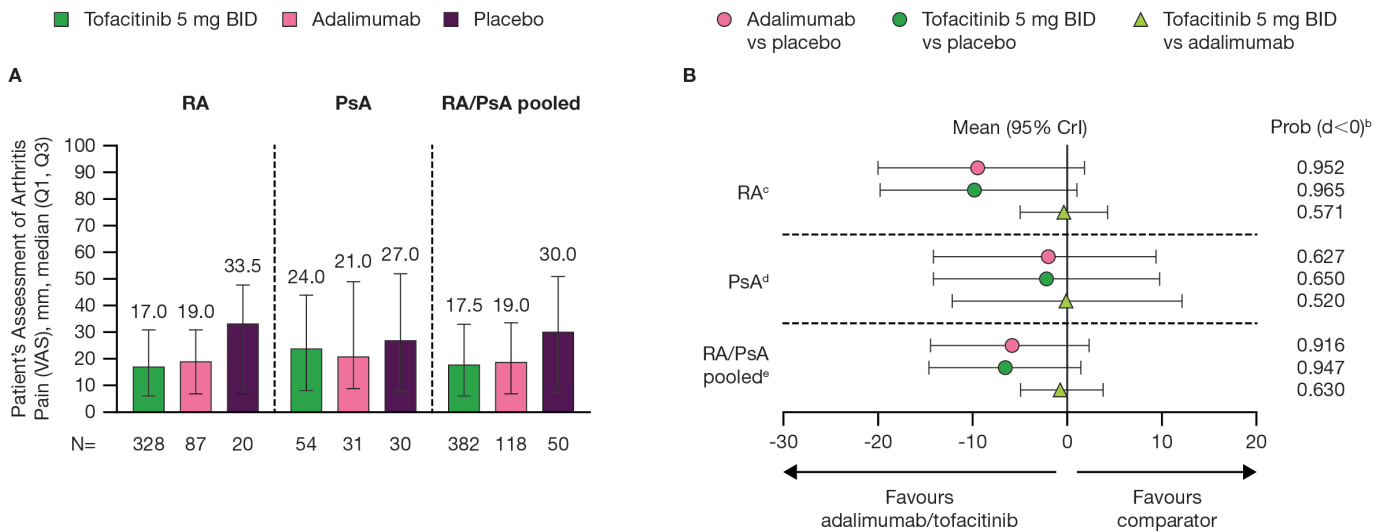 Tofacitinib 5 mg BID
Adalimumab
Placebo
A
RA
PsA
RA/PsA pooled
Patient's Assessment of Arthritis
Pain (VAS), mm, median (Q1, Q3)
100
90
80
70
60
50
40
30
20
10
0
17.0
19.0
33.5
24.0
21.0
27.0
17.5
19.0
30.0
N=
328
87
20
54
31
30
382
118
50
Adalimumab
vs placebo
Tofacitinib 5 mg BID
vs placebo
Tofacitinib 5 mg BID
vs adalimumab
B
Mean (95% CrI)
Prob (d<0)ᵇ
RAᶜ
0.952
0.965
0.571
PsAᵈ
0.627
0.650
0.520
RA/PsA
pooledᵉ
0.916
0.947
0.630
-30
-20
-10
0
10
20
Favours
adalimumab/tofacitinib
Favours
comparator